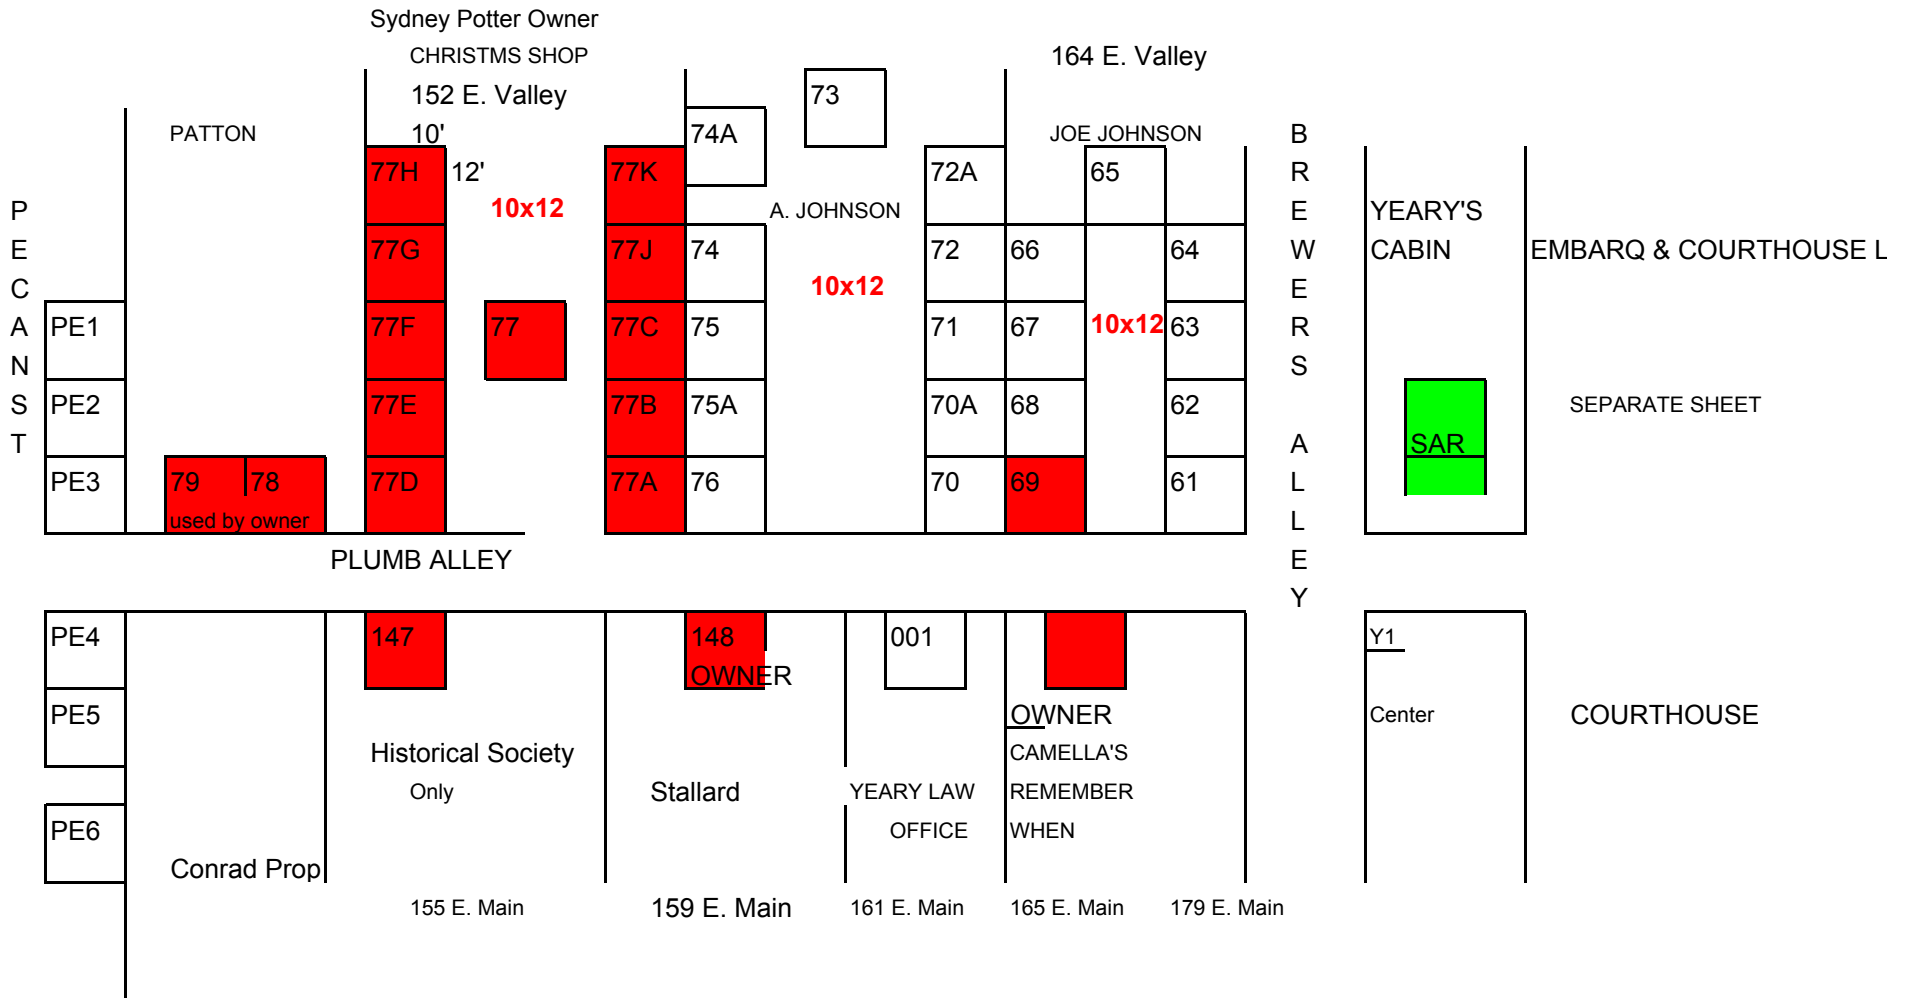 Sydney Potter Owner
CHRISTMS SHOP
164 E. Valley
152 E. Valley
73
PATTON
10'
74A
JOE JOHNSON
77H
12'
77K
72A
65
10x12
A. JOHNSON
YEARY'S
77G
77J
74
72
66
64
CABIN
EMBARQ & COURTHOUSE L
10x12
PE1
77F
77
77C
75
71
67
10x12
63
PE2
77E
77B
75A
70A
68
62
SEPARATE SHEET
SAR
PE3
79
78
77D
77A
76
70
69
61
used by owner
PECANST
BREWERS ALLEY
PLUMB ALLEY
PE4
147
148
001
Y1
OWNER
PE5
OWNER
Center
COURTHOUSE
Historical Society
CAMELLA'S
Only
Stallard
YEARY LAW
REMEMBER
PE6
OFFICE
WHEN
Conrad Prop
155 E. Main
159 E. Main
161 E. Main
165 E. Main
179 E. Main